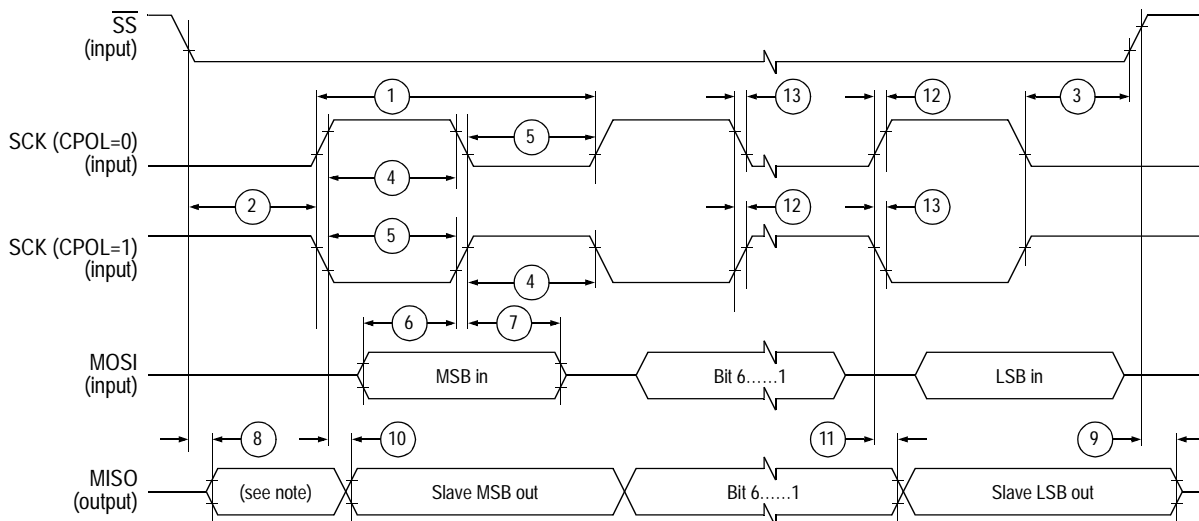 SS
(input)
1
13
12
3
SCK (CPOL=0)
(input)
5
4
2
12
13
SCK (CPOL=1)
(input)
5
4
6
7
MOSI
(input)
MSB in
Bit 6......1
LSB in
8
10
11
9
MISO
(output)
(see note)
Slave MSB out
Bit 6......1
Slave LSB out